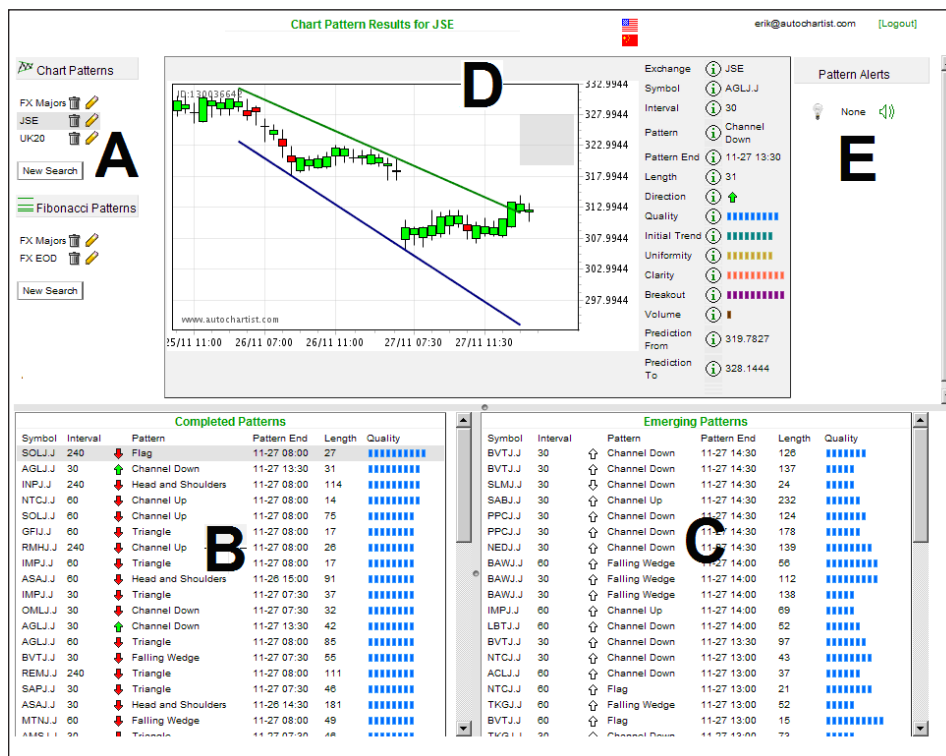 Chart Pattern Results for JSE
erik@autochartist.com [Logout]
Chart Patterns
FX Majors
JSE
UK20
New Search
A
Fibonacci Patterns
FX Majors
FX EOD
New Search
D
ID:130036642
332.9944
327.9944
322.9944
317.9944
312.9944
307.9944
302.9944
297.9944
www.autochartist.com
25/11 11:00 26/11 07:00 26/11 11:00 27/11 07:30 27/11 11:30
Exchange i JSE
Symbol i AGLJ.J
Interval i 30
Pattern i Channel Down
Pattern End i 11-27 13:30
Length i 31
Direction i
Quality i
Initial Trend i
Uniformity i
Clarity i
Breakout i
Volume i
Prediction From i 319.7827
Prediction To i 328.1444
Pattern Alerts
None
E
Completed Patterns
Symbol Interval Pattern Pattern End Length Quality
SOLJ.J 240 Flag 11-27 08:00 27
AGLJ.J 30 Channel Down 11-27 13:30 31
INPJ.J 240 Head and Shoulders 11-27 08:00 114
NTCJ.J 60 Channel Up 11-27 08:00 14
SOLJ.J 60 Channel Up 11-27 08:00 75
GFIJ.J 60 Triangle 11-27 08:00 17
RMHJ.J 240 Channel Up 11-27 08:00 26
IMPJ.J 60 Triangle 11-27 08:00 17
ASAJ.J 60 Head and Shoulders 11-26 15:00 91
IMPJ.J 30 Triangle 11-27 07:30 37
OMLJ.J 30 Channel Down 11-27 07:30 32
AGLJ.J 30 Channel Down 11-27 13:30 42
AGLJ.J 60 Triangle 11-27 08:00 85
BVTJ.J 30 Falling Wedge 11-27 07:30 55
REMJ.J 240 Triangle 11-27 08:00 111
SAPJ.J 30 Triangle 11-27 07:30 46
ASAJ.J 30 Head and Shoulders 11-26 14:30 181
MTNJ.J 60 Falling Wedge 11-27 08:00 49
AMSJ.J 30 Triangle 11-27 07:30 46
B
Emerging Patterns
Symbol Interval Pattern Pattern End Length Quality
BVTJ.J 30 Channel Down 11-27 14:30 126
BVTJ.J 30 Channel Down 11-27 14:30 137
SLMJ.J 30 Channel Down 11-27 14:30 24
SABJ.J 30 Channel Up 11-27 14:30 232
PPCJ.J 30 Channel Down 11-27 14:30 124
PPCJ.J 30 Channel Down 11-27 14:30 178
NEDJ.J 30 Channel Down 11-27 14:30 139
BAWJ.J 60 Falling Wedge 11-27 14:00 56
BAWJ.J 30 Falling Wedge 11-27 14:00 112
BAWJ.J 30 Falling Wedge 11-27 14:00 138
IMPJ.J 60 Channel Up 11-27 14:00 69
LBTJ.J 60 Channel Down 11-27 14:00 52
BVTJ.J 30 Channel Down 11-27 13:30 97
NTCJ.J 30 Channel Down 11-27 13:00 43
ACLJ.J 30 Channel Down 11-27 13:00 37
NTCJ.J 60 Flag 11-27 13:00 21
TKGJ.J 60 Falling Wedge 11-27 13:00 52
BVTJ.J 60 Flag 11-27 13:00 15
TKGJ.J 30 Channel Down 11-27 13:00 73
C